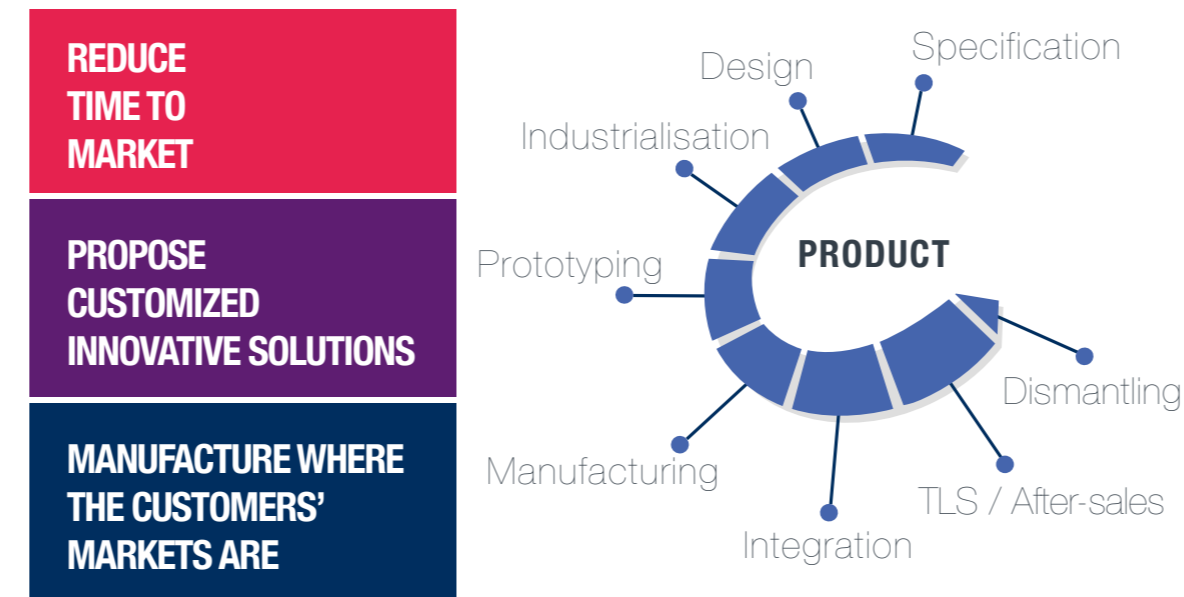 REDUCE
TIME TO
MARKET
PROPOSE
CUSTOMIZED
INNOVATIVE SOLUTIONS
MANUFACTURE WHERE
THE CUSTOMERS’
MARKETS ARE
Specification
Design
Industrialisation
Prototyping
PRODUCT
Manufacturing
Integration
TLS / After-sales
Dismantling